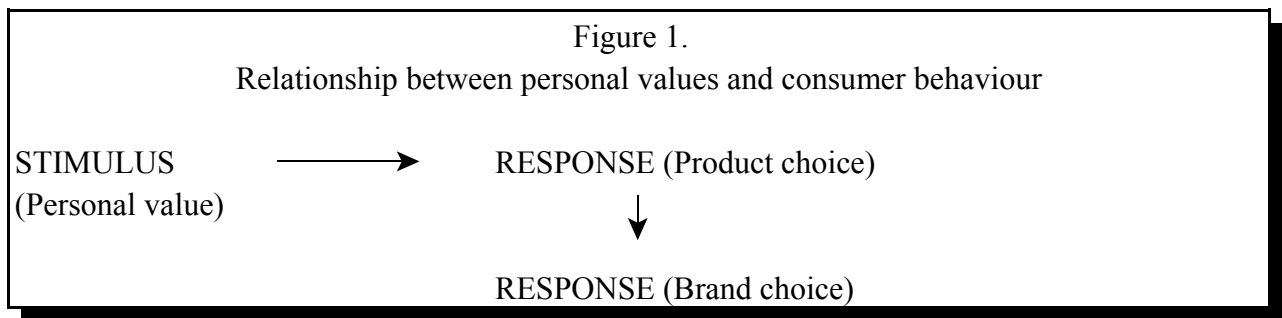 Figure 1.
Relationship between personal values and consumer behaviour
STIMULUS RESPONSE (Product choice)
(Personal value)
RESPONSE (Brand choice)